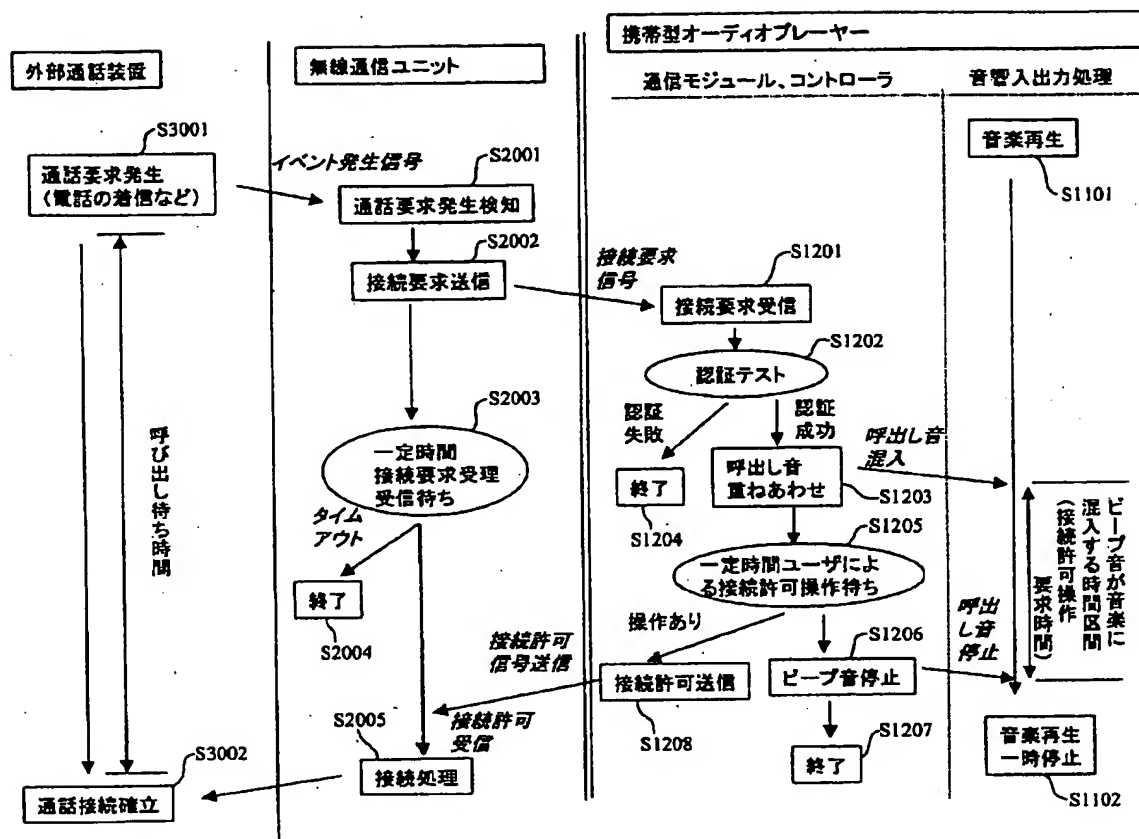 外部通話装置
無線通信ユニット
携帯型オーディオプレーヤー
通信モジュール、コントローラ
音響入出力処理
S3001
通話要求発生
(電話の着信など)
イベント発生信号
S2001
通話要求発生検知
S2002
接続要求送信
接続要求
信号
S1201
接続要求受信
S1202
認証テスト
音楽再生
S1101
S2003
一定時間
接続要求受理
受信待ち
認証
失敗
認証
成功
呼出し音
混入
終了
S1204
呼出し音
重ねあわせ
S1203
呼び出し待ち時間
タイム
アウト
終了
S2004
S1205
一定時間ユーザによ
る接続許可操作待ち
ビープ音が音楽に
混入する時間区間
(接続許可操作
要求時間)
操作あり
接続許可
信号送信
接続許可送信
S1208
S1206
ビープ音停止
呼出
し音
停止
S2005
接続許可
受信
接続処理
S1207
終了
音楽再生
一時停止
S1102
S3002
通話接続確立